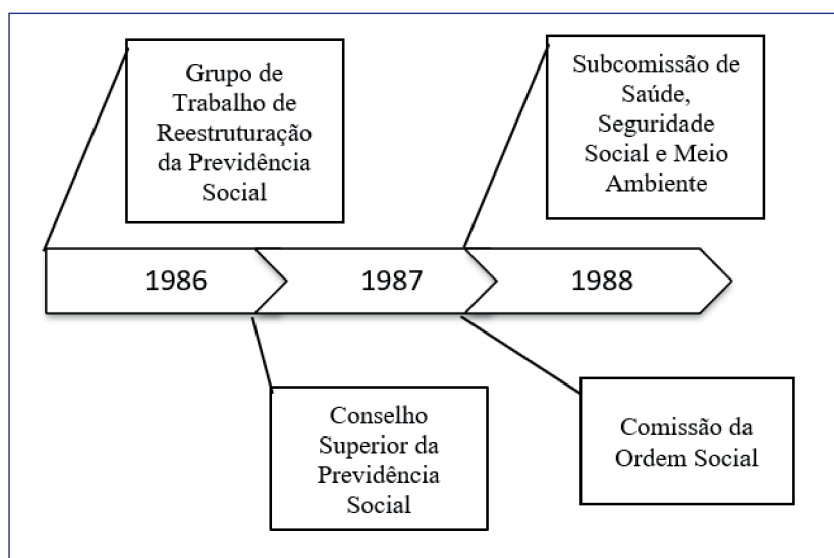 Grupo de
Trabalho de
Reestruturação
da Previdência
Social
Subcomissão de
Saúde,
Seguridade
Social e Meio
Ambiente
1986
1987
1988
Conselho
Superior da
Previdência
Social
Comissão da
Ordem Social